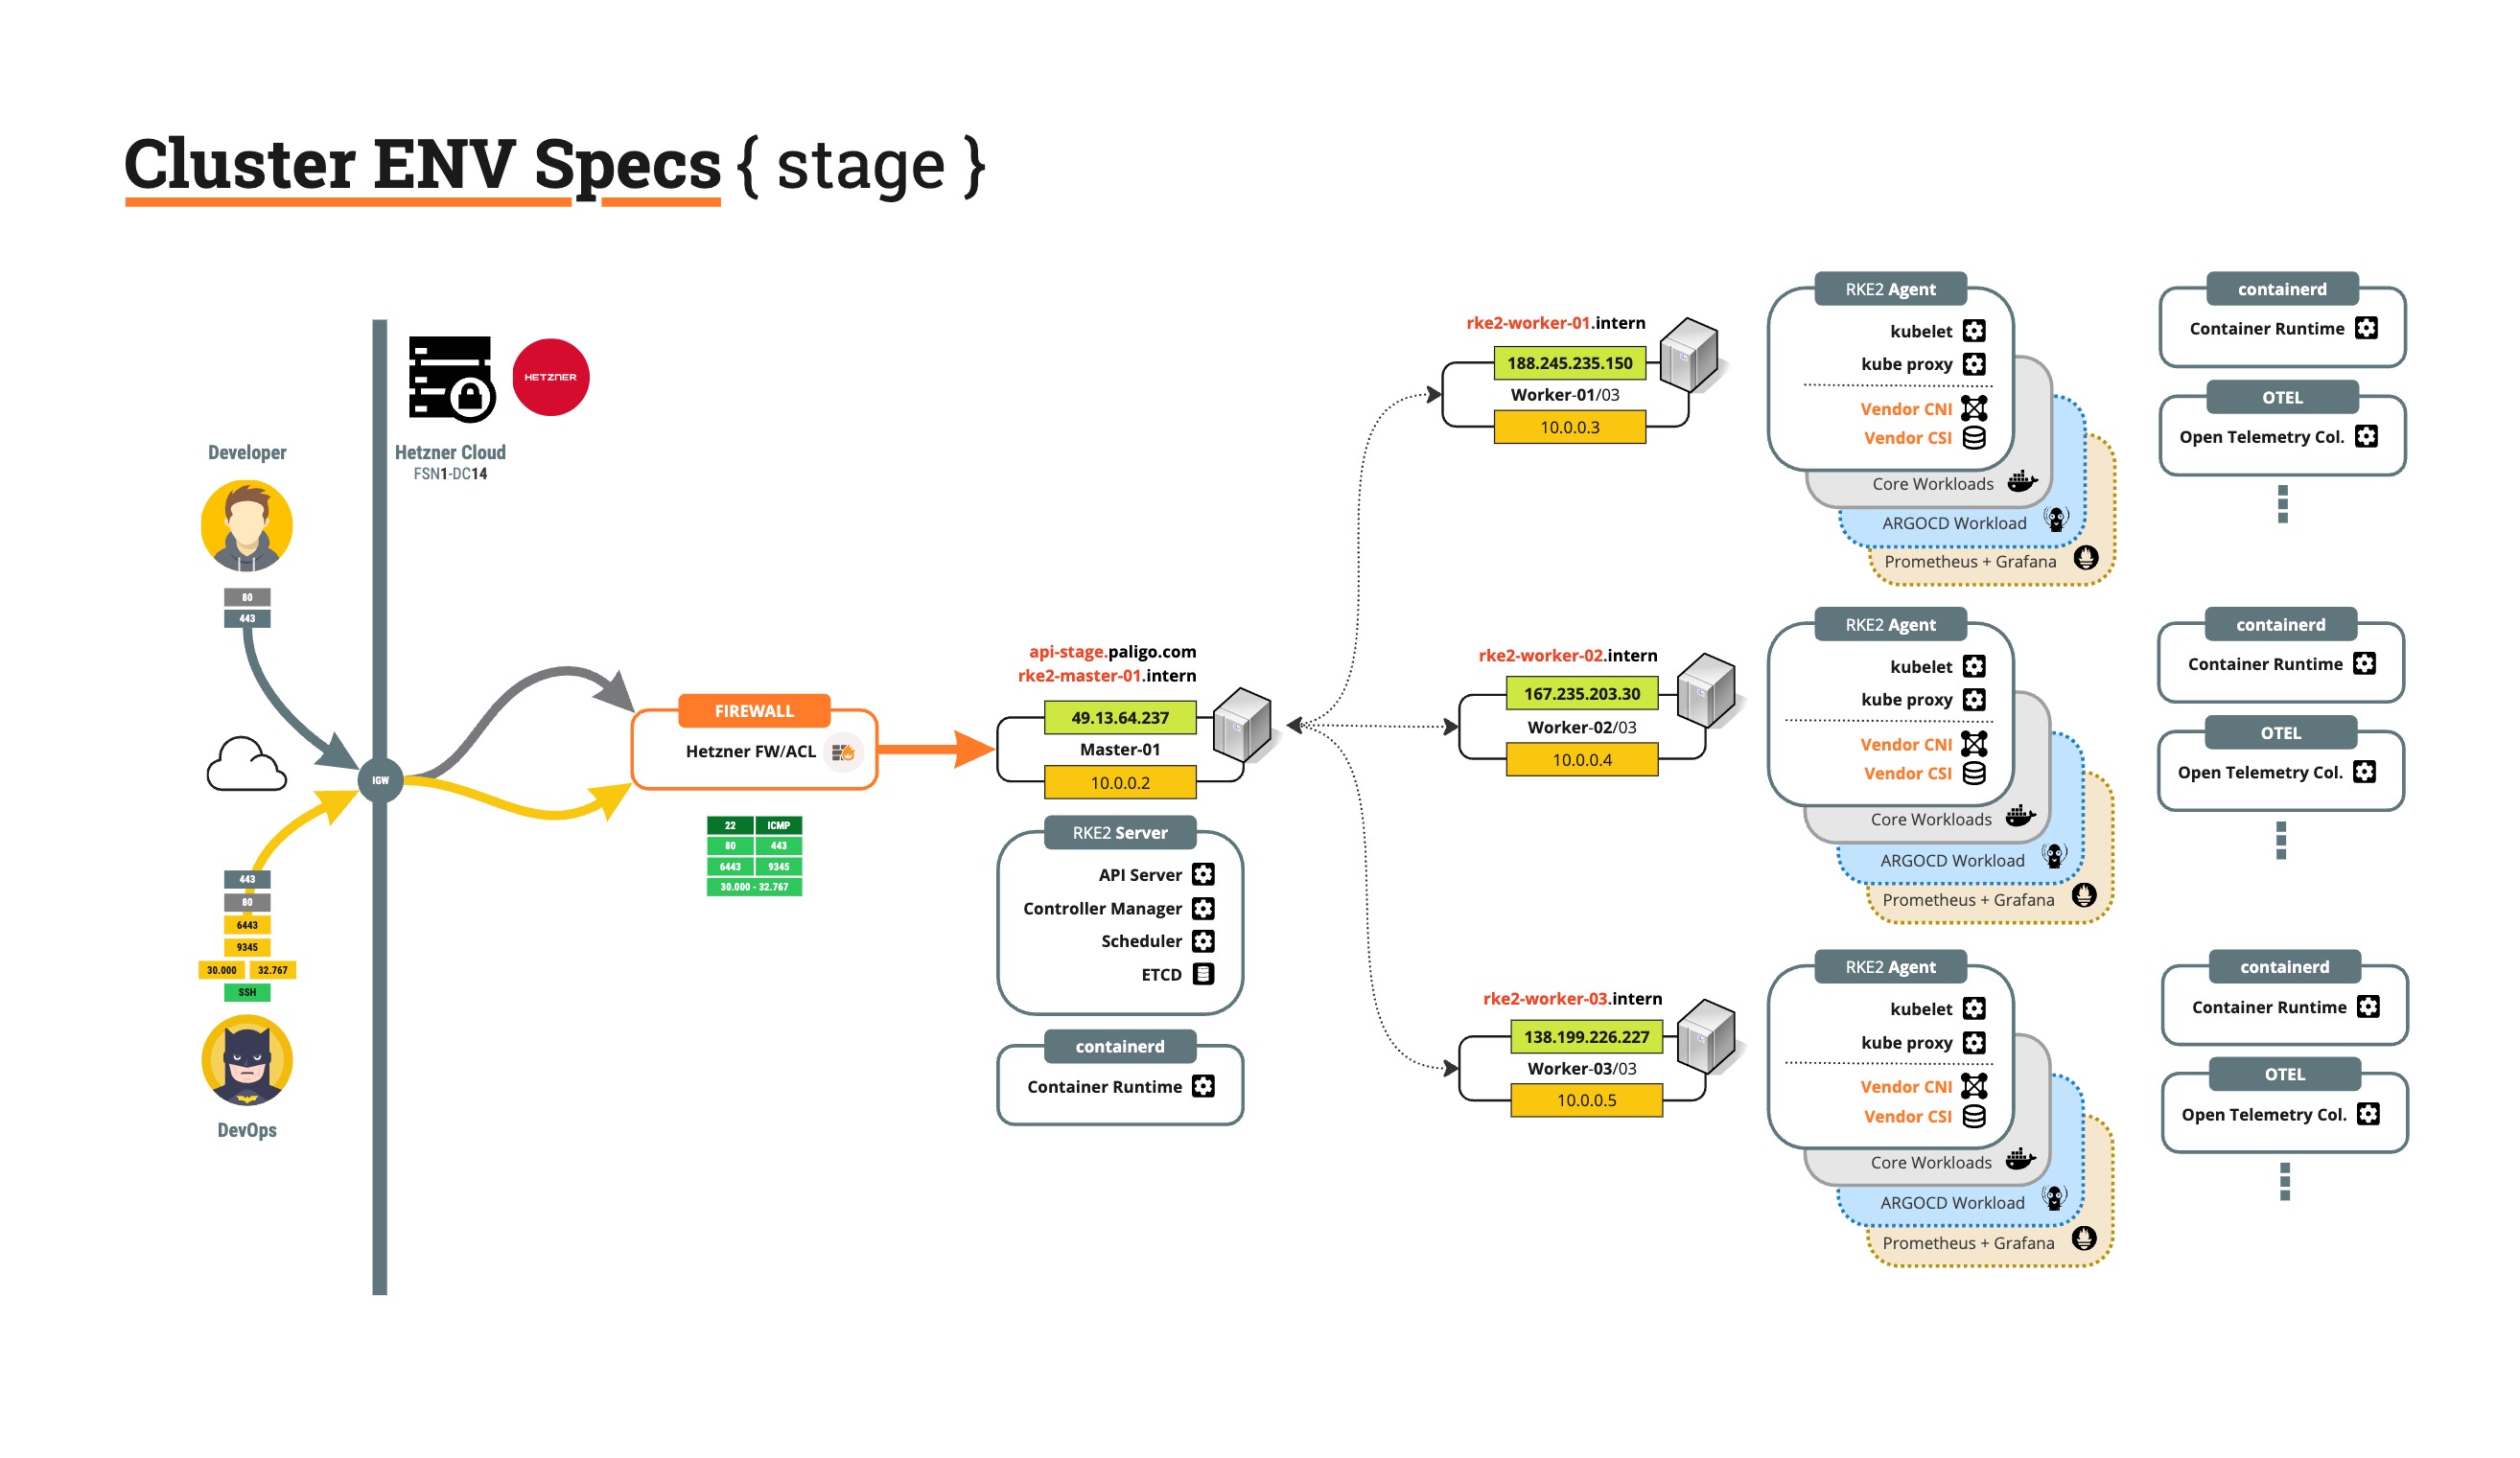 Cluster ENV Specs { stage }
HETZNER
Hetzner Cloud
FSN1-DC14
Developer
80
443
IGW
443
80
6443
9345
30.000 32.767
SSH
DevOps
FIREWALL
Hetzner FW/ACL
22 ICMP
80 443
6443 9345
30.000 - 32.767
api-stage.paligo.com
rke2-master-01.intern
49.13.64.237
Master-01
10.0.0.2
RKE2 Server
API Server
Controller Manager
Scheduler
ETCD
containerd
Container Runtime
rke2-worker-01.intern
188.245.235.150
Worker-01/03
10.0.0.3
RKE2 Agent
kubelet
kube proxy
Vendor CNI
Vendor CSI
Core Workloads
ARGOCD Workload
Prometheus + Grafana
containerd
Container Runtime
OTEL
Open Telemetry Col.
rke2-worker-02.intern
167.235.203.30
Worker-02/03
10.0.0.4
RKE2 Agent
kubelet
kube proxy
Vendor CNI
Vendor CSI
Core Workloads
ARGOCD Workload
Prometheus + Grafana
containerd
Container Runtime
OTEL
Open Telemetry Col.
rke2-worker-03.intern
138.199.226.227
Worker-03/03
10.0.0.5
RKE2 Agent
kubelet
kube proxy
Vendor CNI
Vendor CSI
Core Workloads
ARGOCD Workload
Prometheus + Grafana
containerd
Container Runtime
OTEL
Open Telemetry Col.